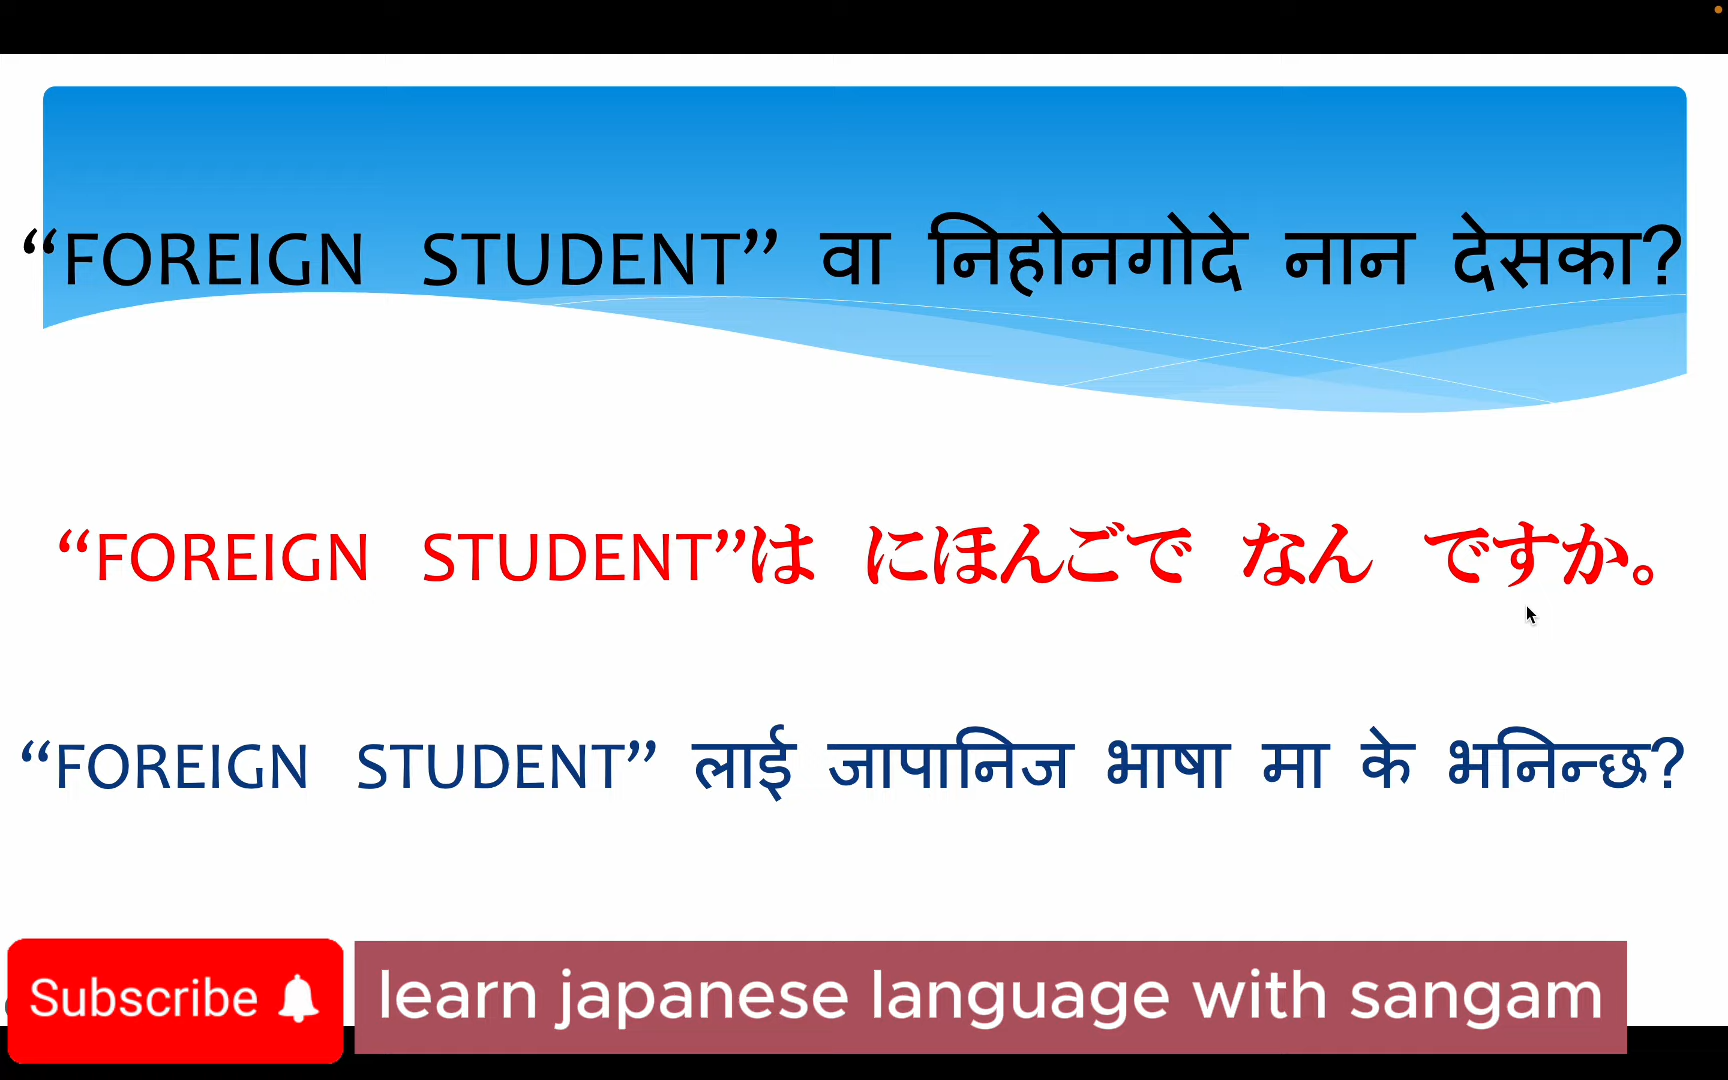 “FOREIGN STUDENT” वा निहोनगोदे नान देसका?
“FOREIGN STUDENT”は にほんごで なん ですか。
“FOREIGN STUDENT” लाई जापानिज भाषा मा के भनिन्छ?
Subscribe
learn japanese language with sangam